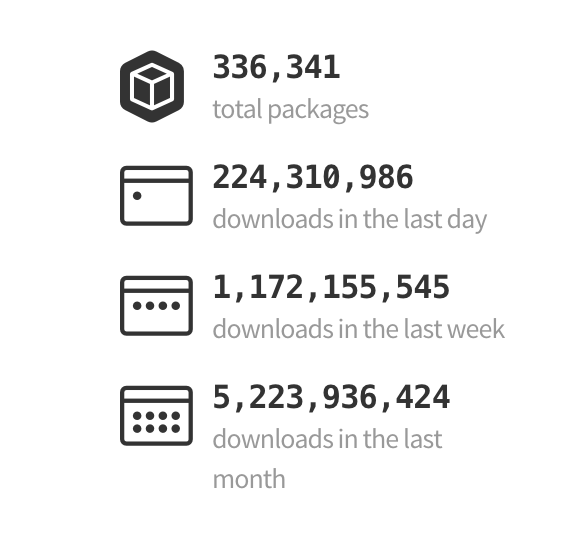 336,341
total packages
224,310,986
downloads in the last day
1,172,155,545
downloads in the last week
5,223,936,424
downloads in the last
month